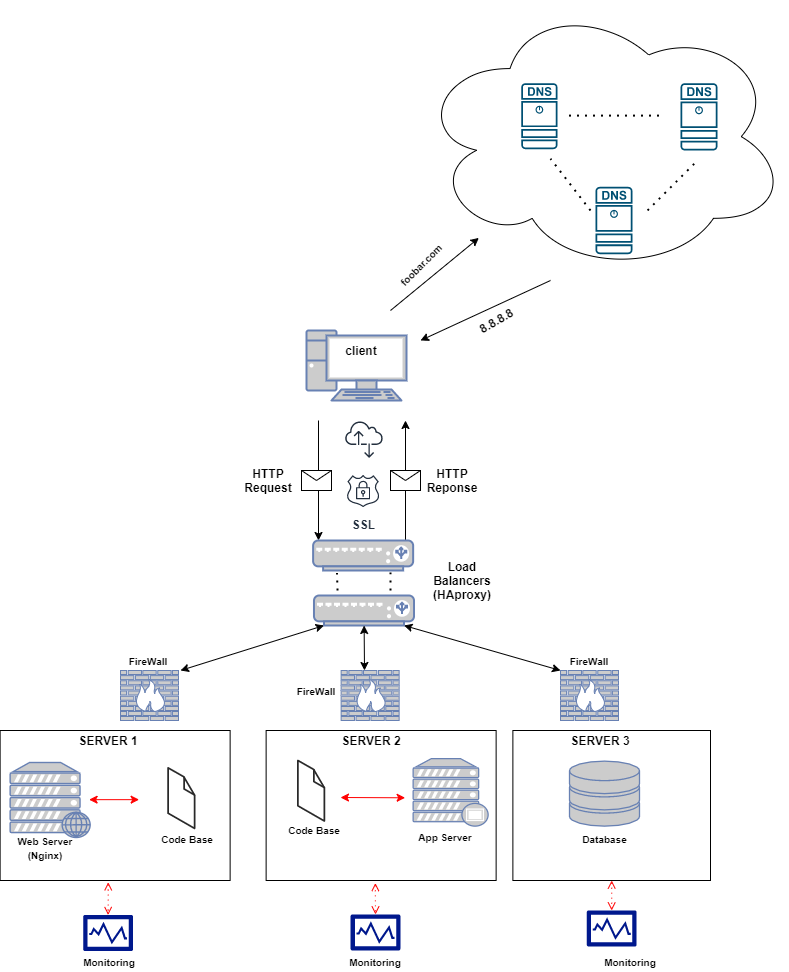 DNS
DNS
DNS
foobar.com
8.8.8.8
client
HTTP
Request
HTTP
Reponse
SSL
Load
Balancers
(HAproxy)
FireWall
FireWall
FireWall
SERVER 1
SERVER 2
SERVER 3
Web Server
(Nginx)
Code Base
Code Base
App Server
Database
Monitoring
Monitoring
Monitoring